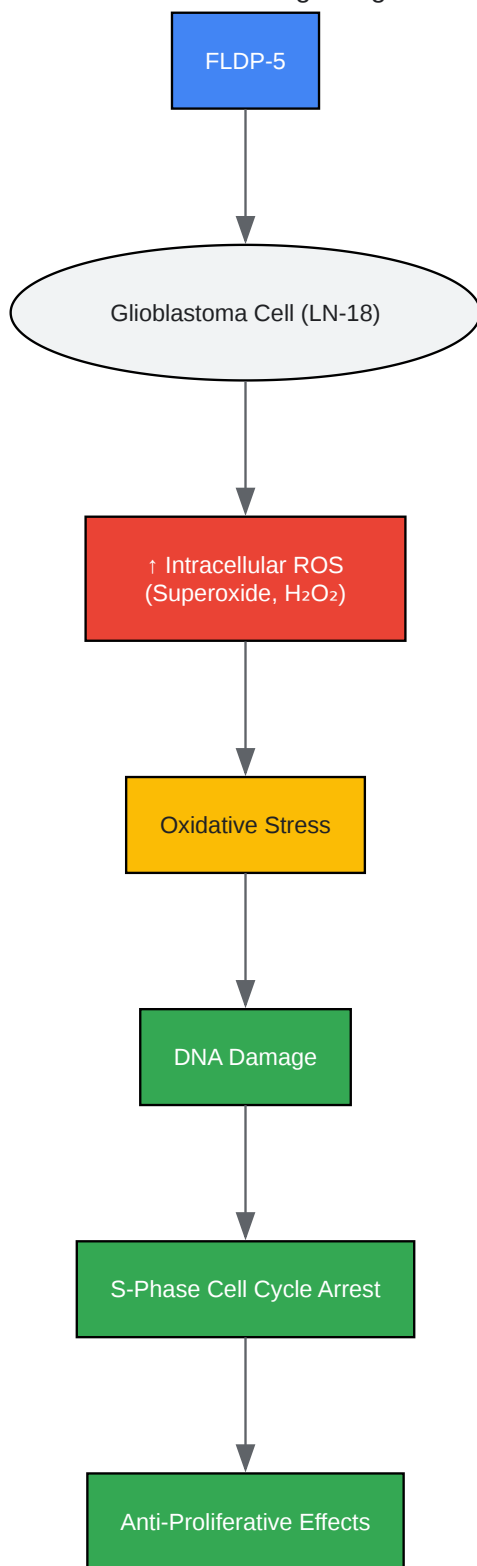 FLDP-5
Glioblastoma Cell (LN-18)
↑ Intracellular ROS
(Superoxide, H₂O₂)
Oxidative Stress
DNA Damage
S-Phase Cell Cycle Arrest
Anti-Proliferative Effects